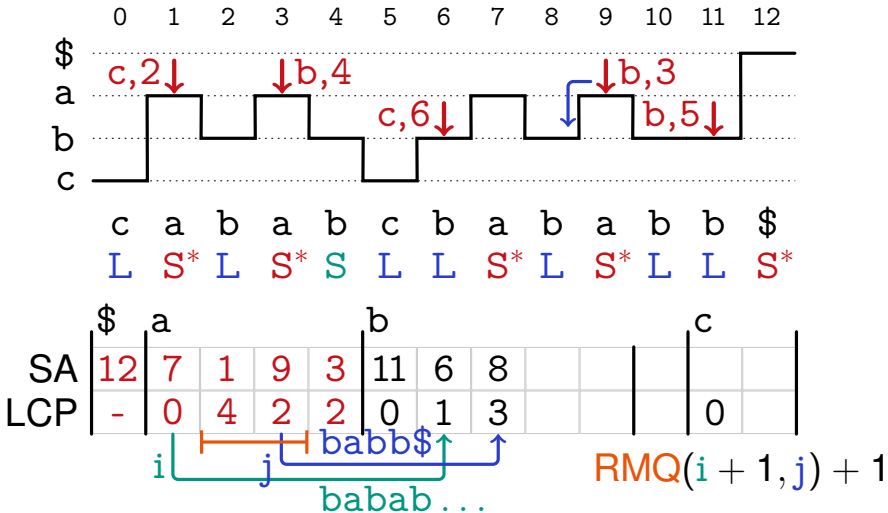 0 1 2 3 4 5 6 7 8 9 10 11 12
$
c,2 b,4 b,3
a
c,6 b,5
b
c
c a b a b c b a b a b b $
L S* L S* S L L S* L S* L L S*
$ a b c
SA 12 7 1 9 3 11 6 8
LCP - 0 4 2 2 0 1 3 0
babb$
i j RMQ(i + 1, j) + 1
babab...